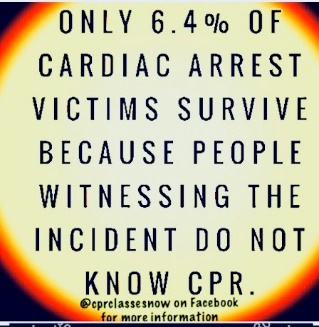 ONLY 6.4% OF
CARDIAC ARREST
VICTIMS SURVIVE
BECAUSE PEOPLE
WITNESSING THE
INCIDENT DO NOT
KNOW CPR.
@cprclassesnow on Facebook
for more information